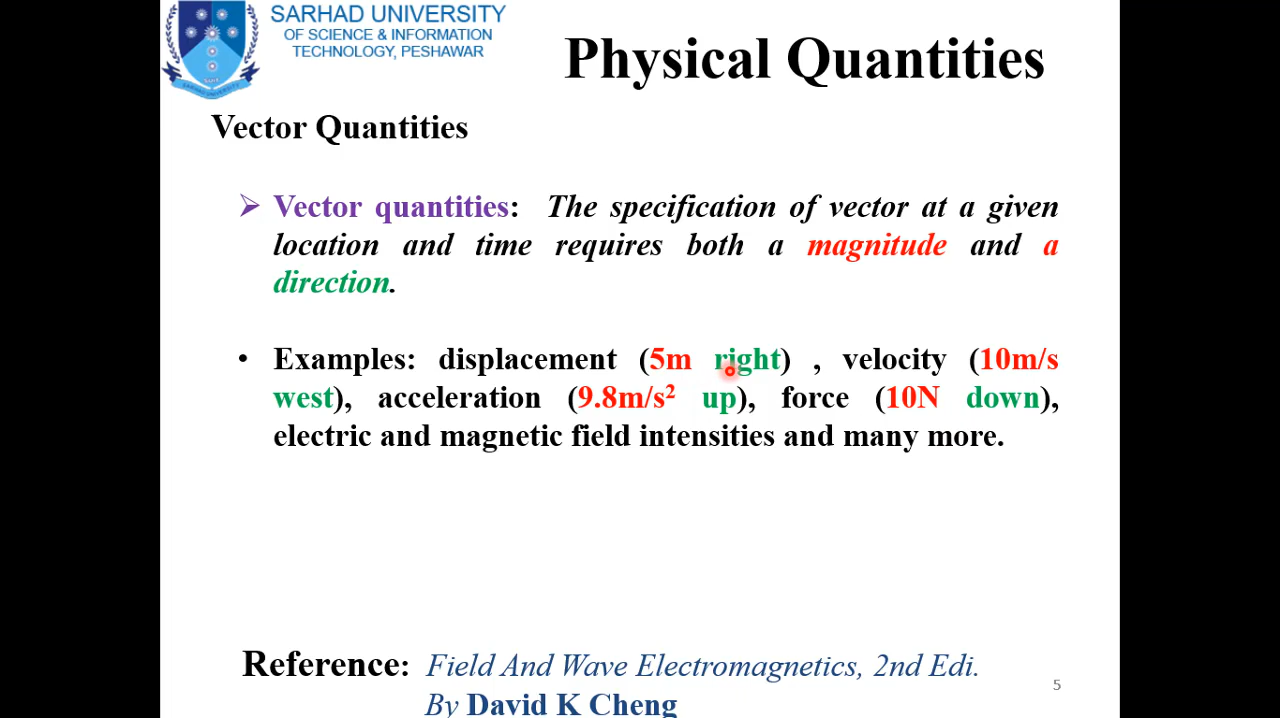 SARHAD UNIVERSITY
OF SCIENCE & INFORMATION
TECHNOLOGY, PESHAWAR
Physical Quantities
Vector Quantities
➢ Vector quantities: The specification of vector at a given
location and time requires both a magnitude and a
direction.
• Examples: displacement (5m right) , velocity (10m/s
west), acceleration (9.8m/s² up), force (10N down),
electric and magnetic field intensities and many more.
Reference: Field And Wave Electromagnetics, 2nd Edi.
5
By David K Cheng